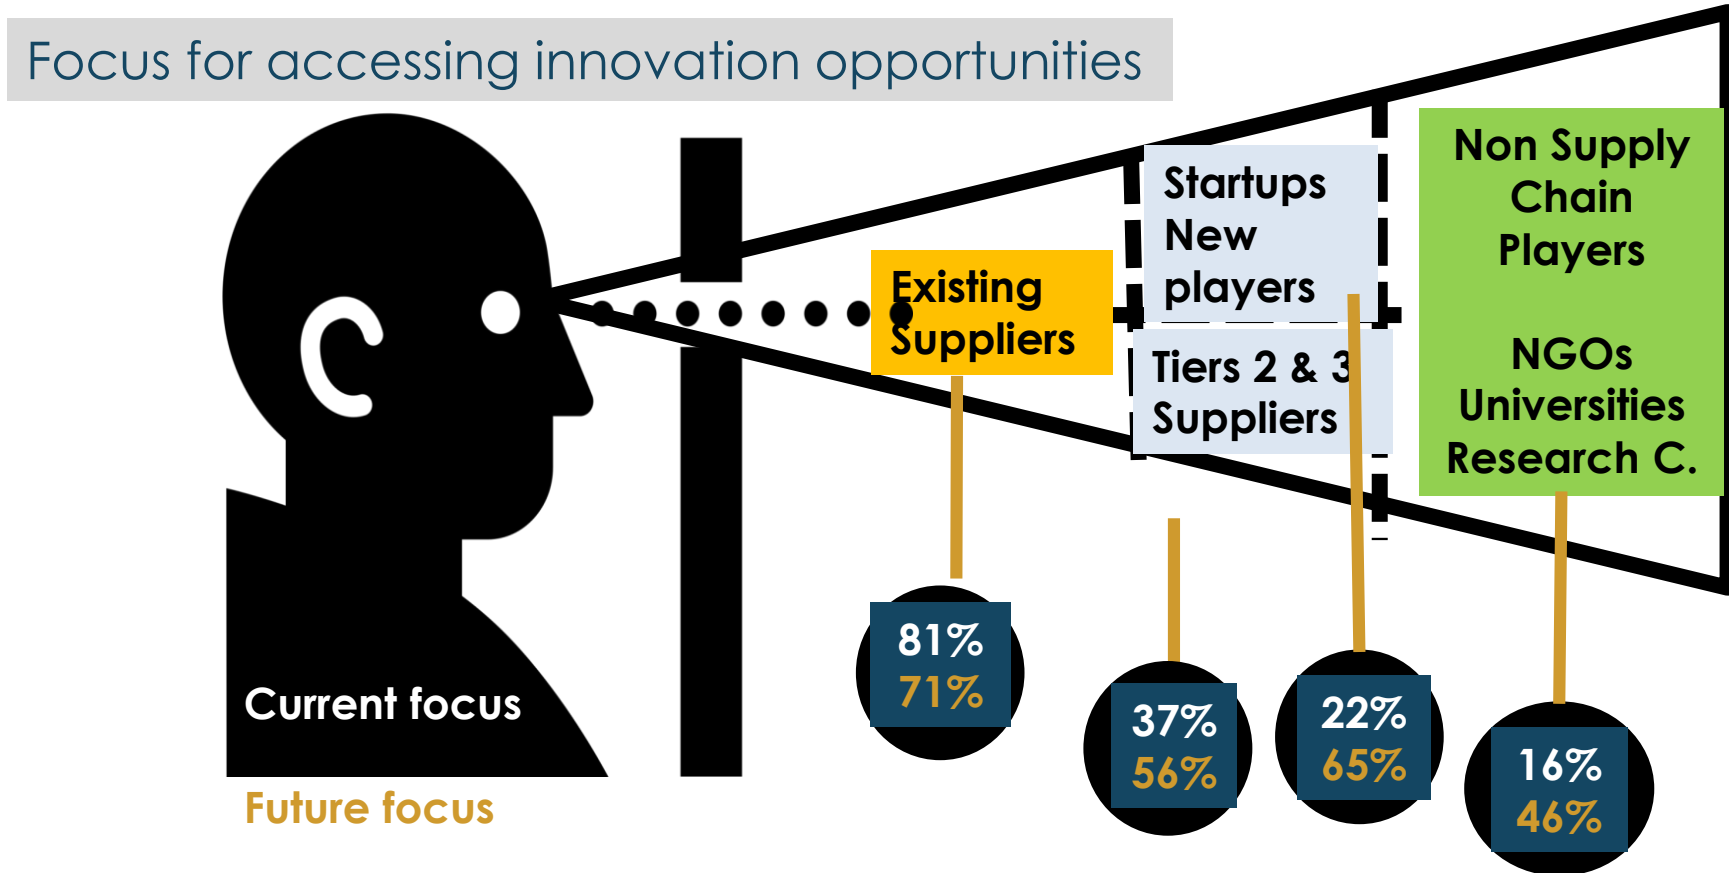 Focus for accessing innovation opportunities
Existing
Suppliers
Startups
New
players
Tiers 2 & 3
Suppliers
Non Supply
Chain
Players
NGOs
Universities
Research C.
81%
71%
37%
56%
22%
65%
16%
46%
Current focus
Future focus